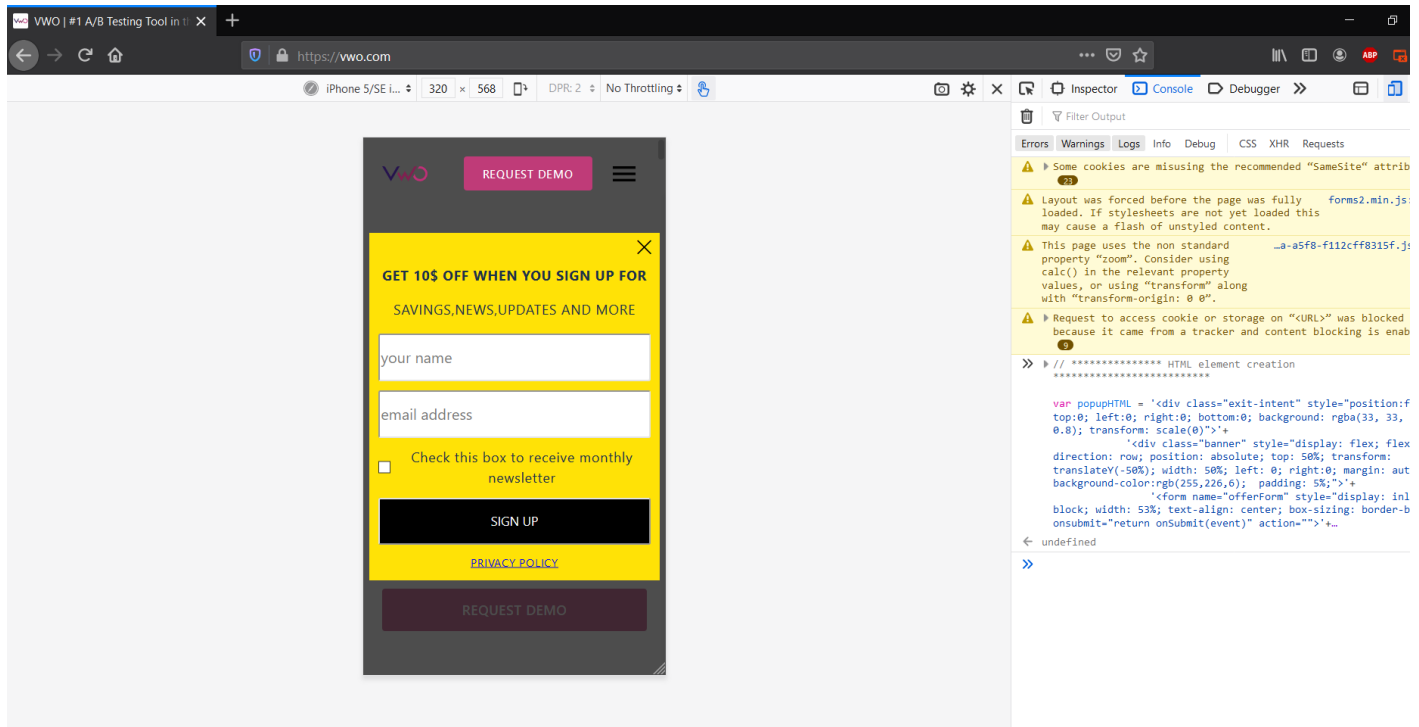 VWO | #1 A/B Testing Tool in t
https://vwo.com
ABP
iPhone 5/SE i... 320 × 568 DPR: 2 No Throttling
Inspector Console Debugger
Filter Output
Errors Warnings Logs Info Debug CSS XHR Requests
Some cookies are misusing the recommended “SameSite“ attrib
23
Layout was forced before the page was fully forms2.min.js:
loaded. If stylesheets are not yet loaded this
may cause a flash of unstyled content.
This page uses the non standard …a-a5f8-f112cff8315f.js
property “zoom”. Consider using
calc() in the relevant property
values, or using “transform” along
with “transform-origin: 0 0”.
Request to access cookie or storage on “<URL>” was blocked
because it came from a tracker and content blocking is enab
9
// *************** HTML element creation
**************************
var popupHTML = '<div class="exit-intent" style="position:f
top:0; left:0; right:0; bottom:0; background: rgba(33, 33,
0.8); transform: scale(0)">'+
'<div class="banner" style="display: flex; flex
direction: row; position: absolute; top: 50%; transform:
translateY(-50%); width: 50%; left: 0; right:0; margin: aut
background-color:rgb(255,226,6); padding: 5%;">'+
'<form name="offerForm" style="display: inl
block; width: 53%; text-align: center; box-sizing: border-b
onsubmit="return onSubmit(event)" action="">'+…
undefined
VWO
REQUEST DEMO
GET 10$ OFF WHEN YOU SIGN UP FOR
SAVINGS,NEWS,UPDATES AND MORE
your name
email address
Check this box to receive monthly
newsletter
SIGN UP
PRIVACY POLICY
REQUEST DEMO